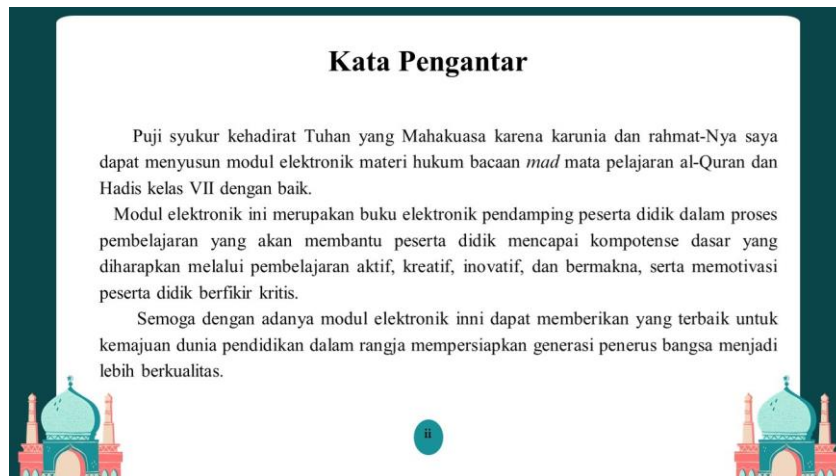 Kata Pengantar
Puji syukur kehadirat Tuhan yang Mahakuasa karena karunia dan rahmat-Nya saya
dapat menyusun modul elektronik materi hukum bacaan mad mata pelajaran al-Quran dan
Hadis kelas VII dengan baik.
Modul elektronik ini merupakan buku elektronik pendamping peserta didik dalam proses
pembelajaran yang akan membantu peserta didik mencapai kompotense dasar yang
diharapkan melalui pembelajaran aktif, kreatif, inovatif, dan bermakna, serta memotivasi
peserta didik berfikir kritis.
Semoga dengan adanya modul elektronik inni dapat memberikan yang terbaik untuk
kemajuan dunia pendidikan dalam rangja mempersiapkan generasi penerus bangsa menjadi
lebih berkualitas.
ii